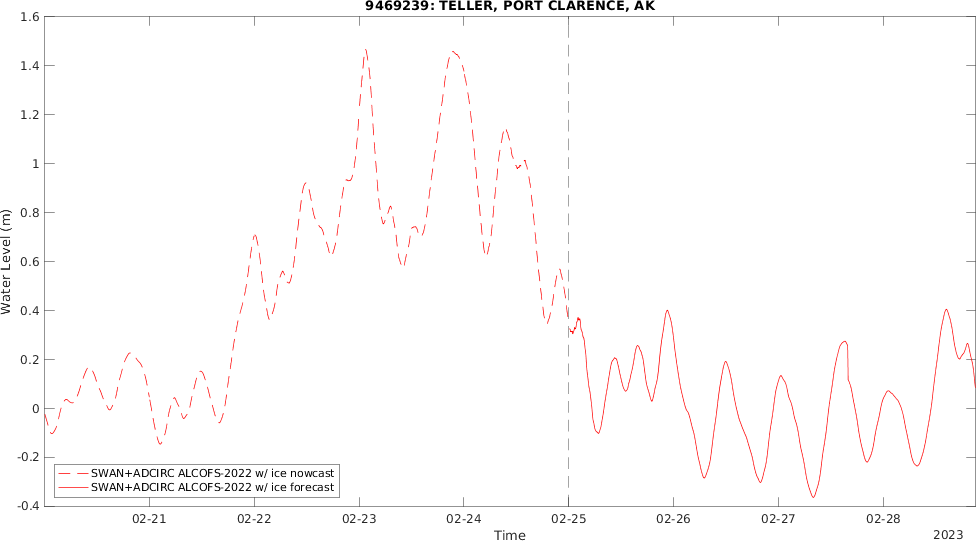 9469239: TELLER, PORT CLARENCE, AK
1.6
1.4
1.2
1
0.8
0.6
0.4
0.2
0
-0.2
-0.4
Water Level (m)
SWAN+ADCIRC ALCOFS-2022 w/ ice nowcast
SWAN+ADCIRC ALCOFS-2022 w/ ice forecast
02-21 02-22 02-23 02-24 02-25 02-26 02-27 02-28
Time
2023